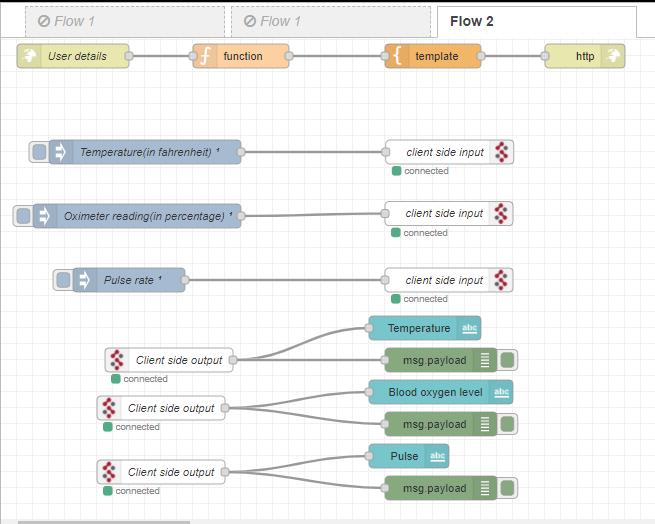 Flow 1
Flow 1
Flow 2
User details
function
template
http
Temperature(in fahrenheit) ¹
client side input
connected
Oximeter reading(in percentage) ¹
client side input
connected
Pulse rate ¹
client side input
connected
Temperature
abc
Client side output
msg.payload
connected
Blood oxygen level
abc
Client side output
msg.payload
connected
Pulse
abc
Client side output
msg.payload
connected